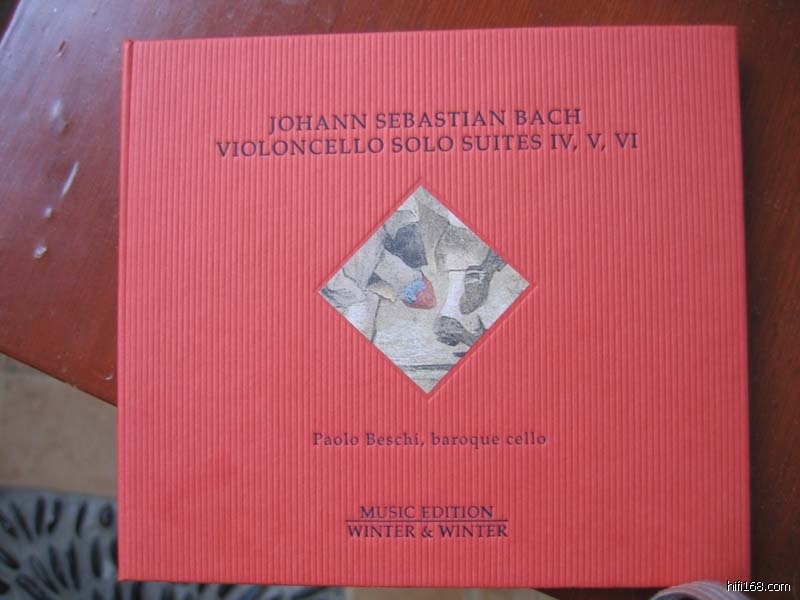 JOHANN SEBASTIAN BACH
VIOLONCELLO SOLO SUITES IV, V, VI
Paolo Beschi, baroque cello
MUSIC EDITION
WINTER & WINTER
hifi168.com